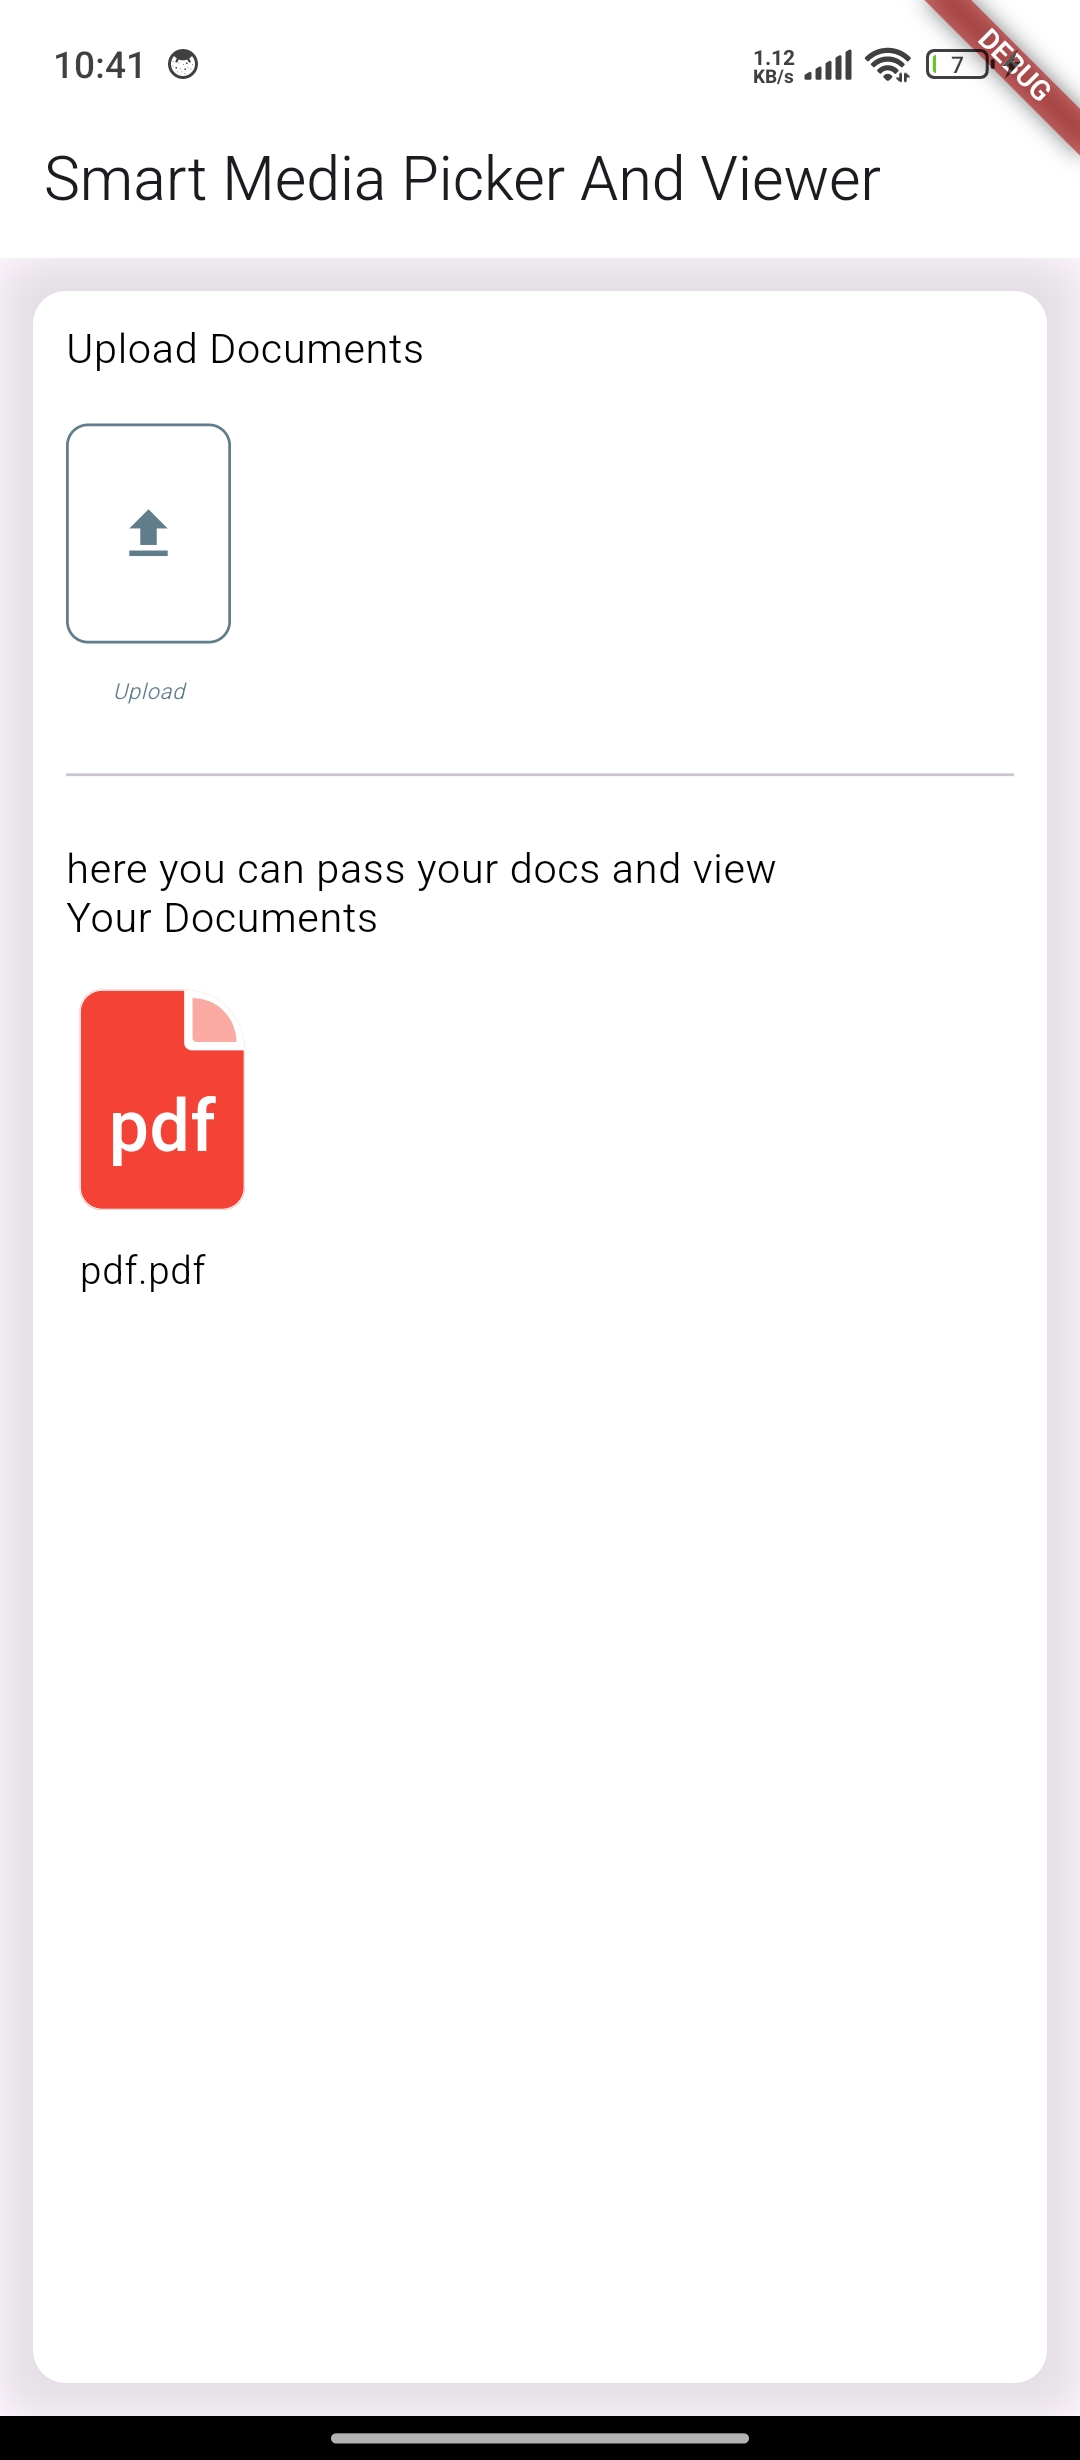 10:41
1.12
KB/s
7
DEBUG
Smart Media Picker And Viewer
Upload Documents
Upload
here you can pass your docs and view
Your Documents
pdf
pdf.pdf